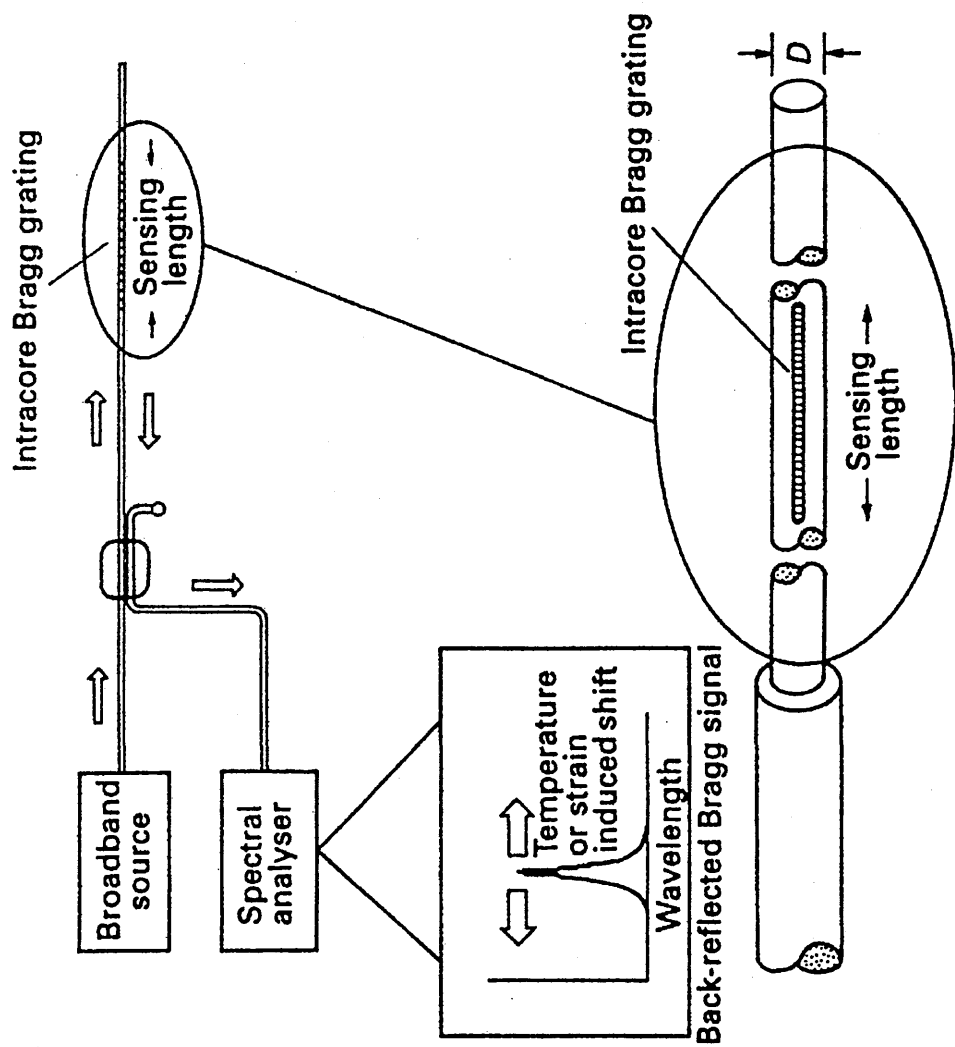 Intracore Bragg grating
Sensing
length
Broadband
source
Spectral
analyser
Temperature
or strain
induced shift
Wavelength
Back-reflected Bragg signal
Intracore Bragg grating
Sensing
length
D